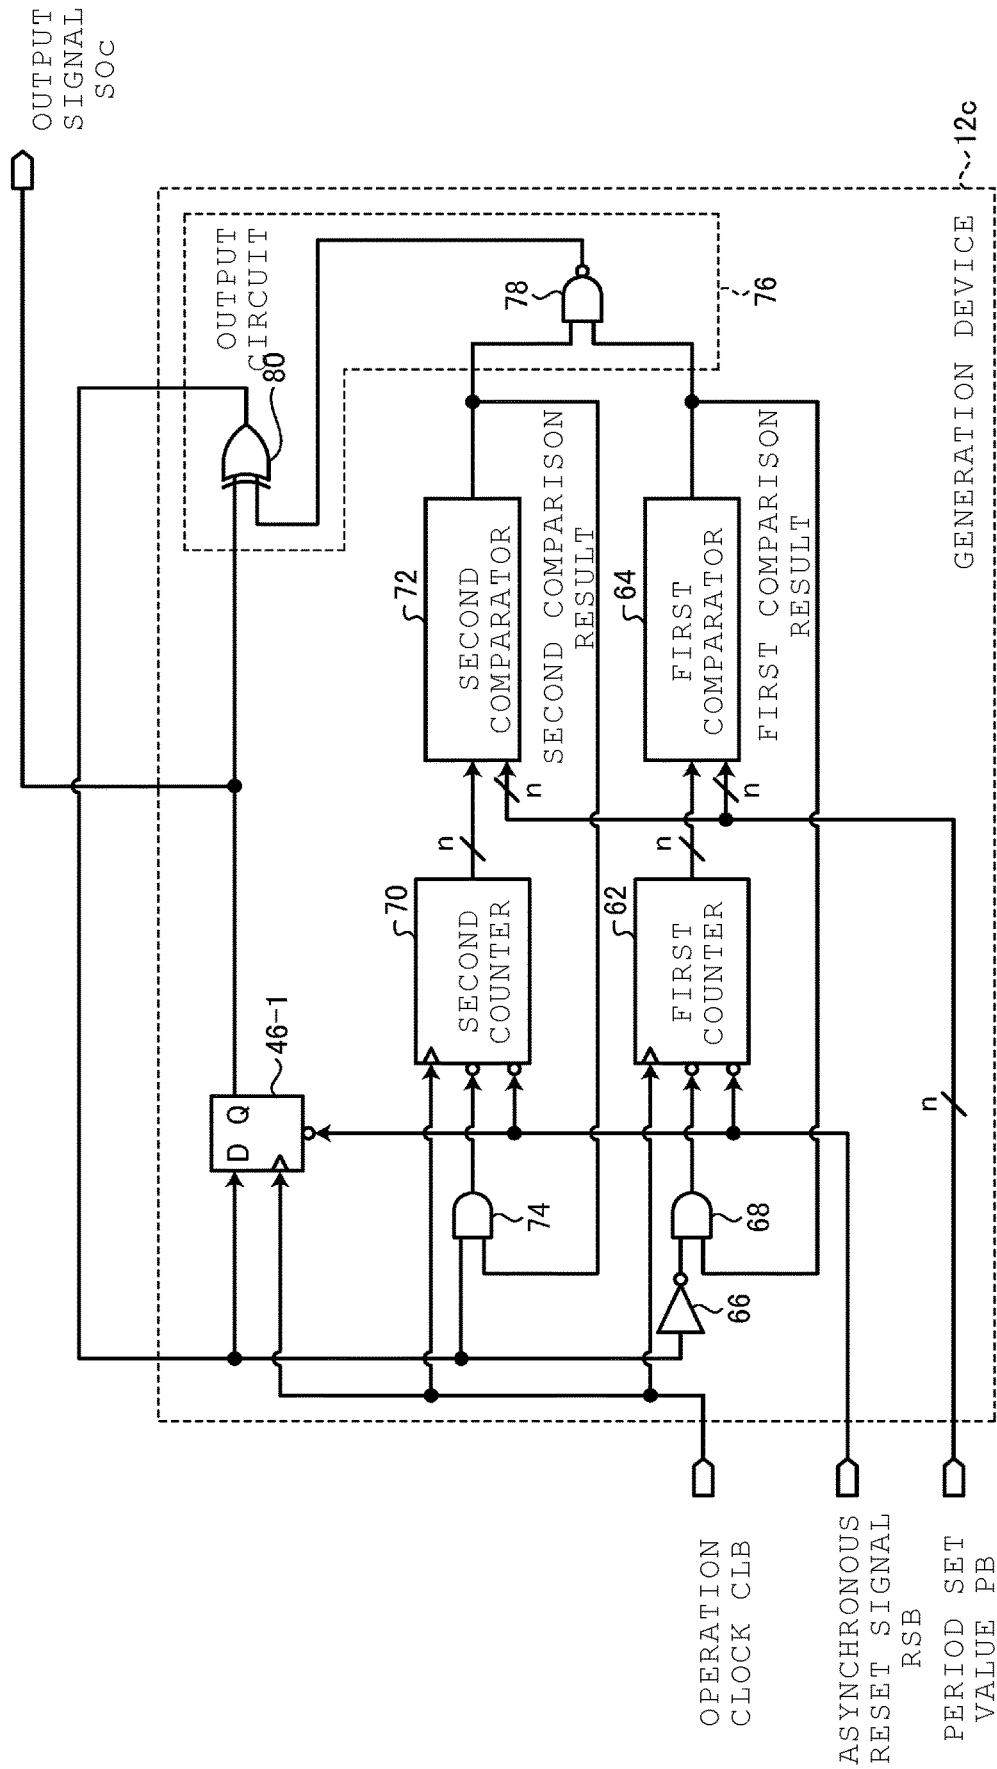 OUTPUT
SIGNAL
SOc
12c
GENERATION DEVICE
OUTPUT
CIRCUIT
76
78
80
72
SECOND
COMPARATOR
SECOND COMPARISON
RESULT
64
FIRST
COMPARATOR
FIRST COMPARISON
RESULT
n
n
n
n
70
SECOND
COUNTER
62
FIRST
COUNTER
46-1
D Q
74
68
66
n
OPERATION
CLOCK CLB
ASYNCHRONOUS
RESET SIGNAL
RSB
PERIOD SET
VALUE PB